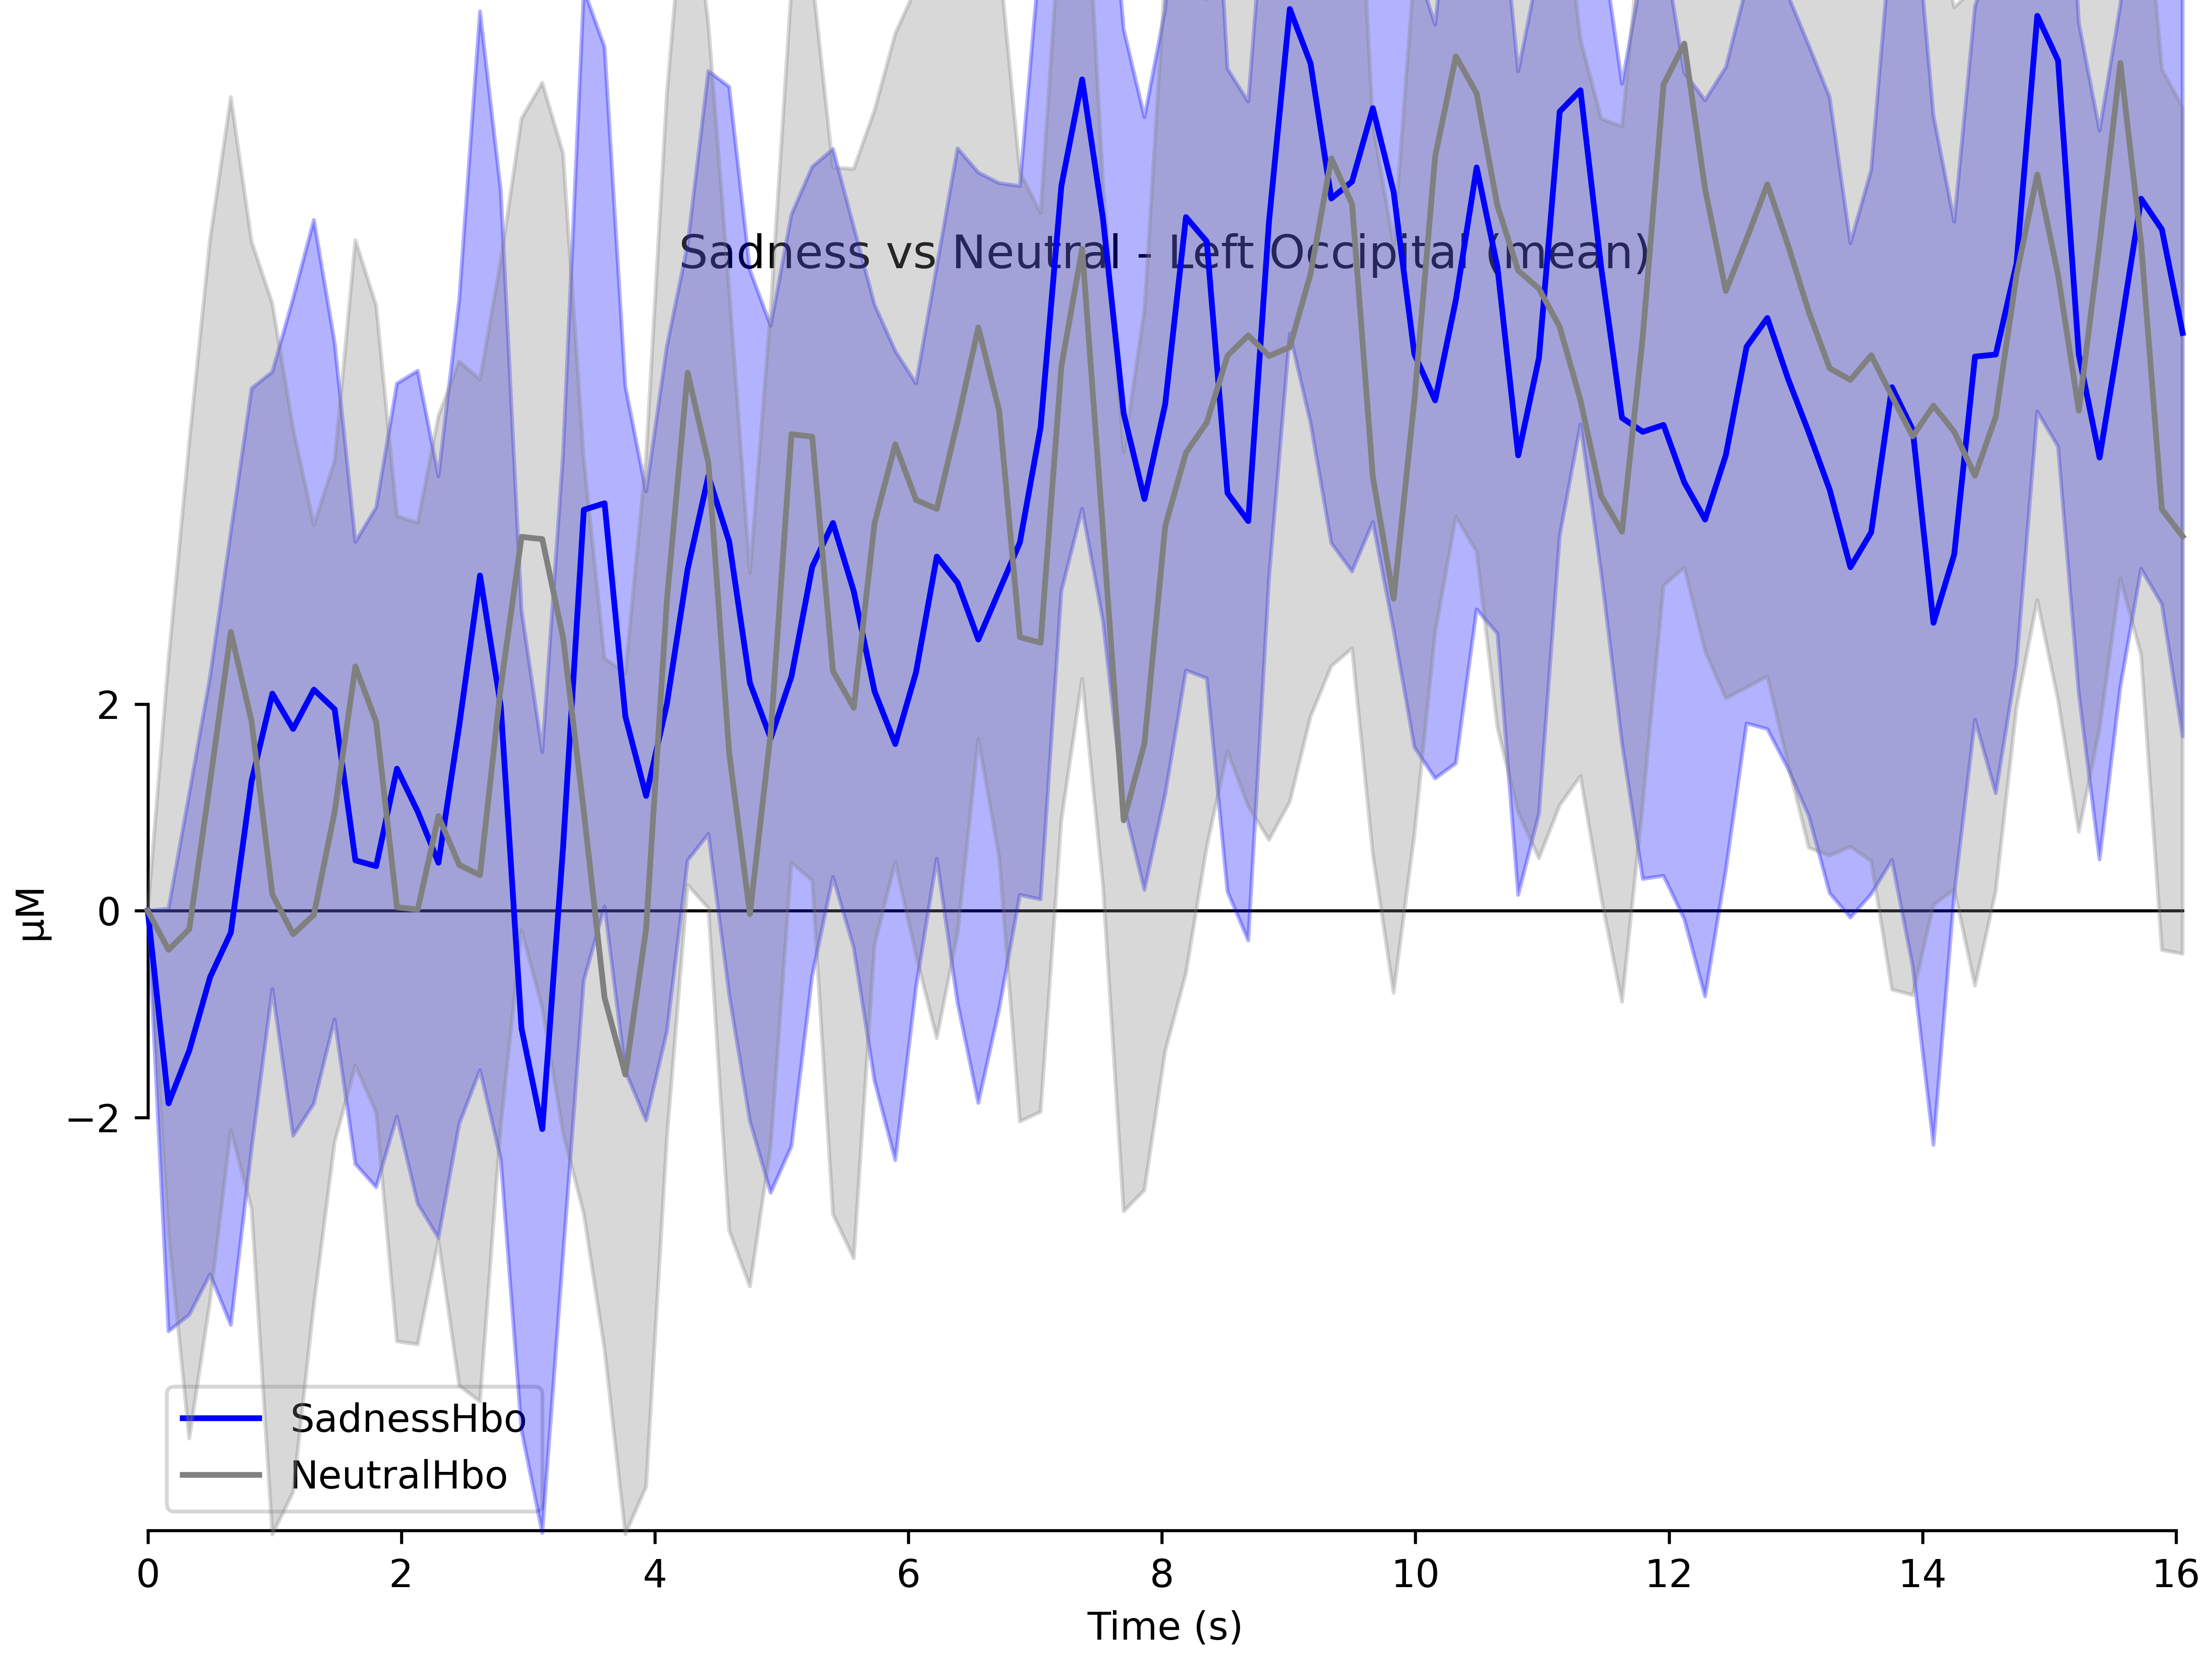 Sadness vs Neutral - Left Occipital (mean)
2
0
−2
µM
SadnessHbo
NeutralHbo
0 2 4 6 8 10 12 14 16
Time (s)